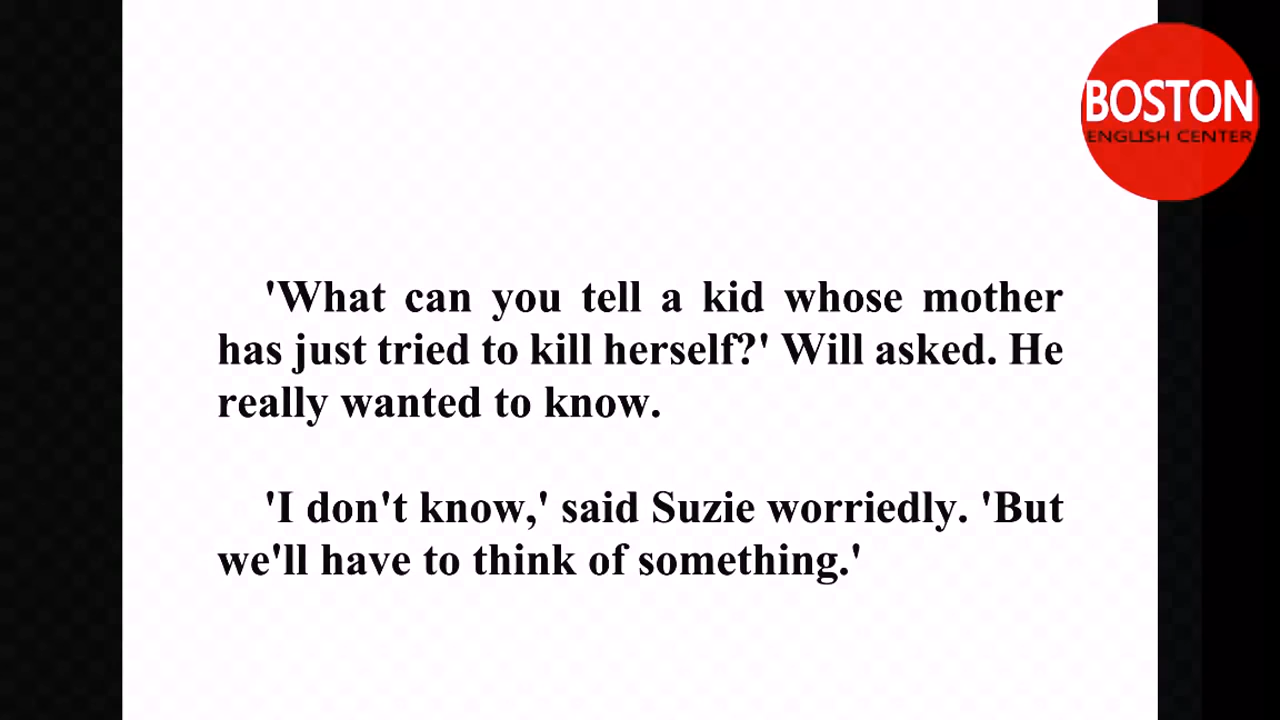 BOSTON
ENGLISH CENTER
'What can you tell a kid whose mother
has just tried to kill herself?' Will asked. He
really wanted to know.
'I don't know,' said Suzie worriedly. 'But
we'll have to think of something.'